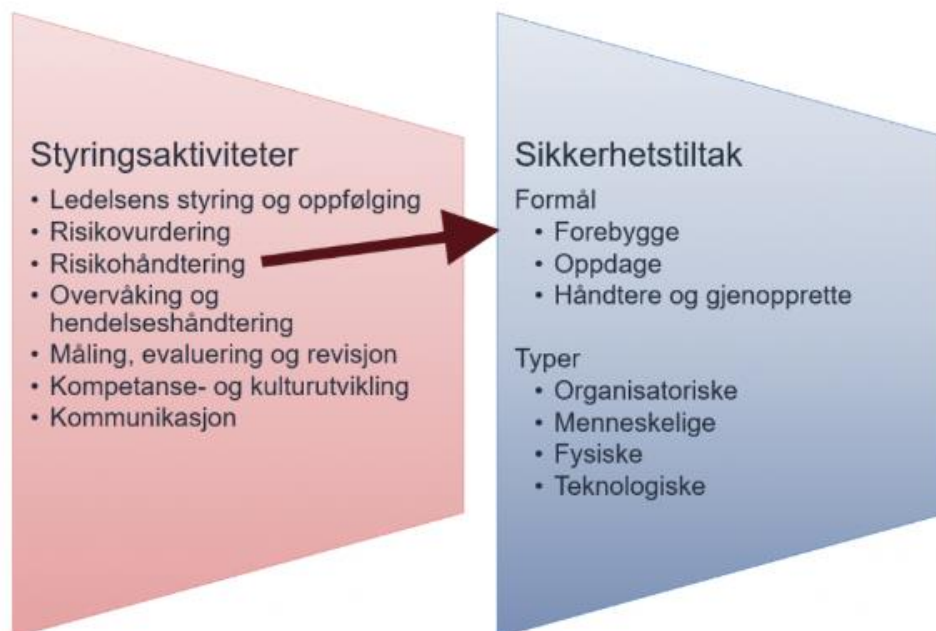 Styringsaktiviteter
• Ledelsens styring og oppfølging
• Risikovurdering
• Risikohåndtering
• Overvåking og
hendelseshåndtering
• Måling, evaluering og revisjon
• Kompetanse- og kulturutvikling
• Kommunikasjon
Sikkerhetstiltak
Formål
• Forebygge
• Oppdage
• Håndtere og gjenopprette
Typer
• Organisatoriske
• Menneskelige
• Fysiske
• Teknologiske